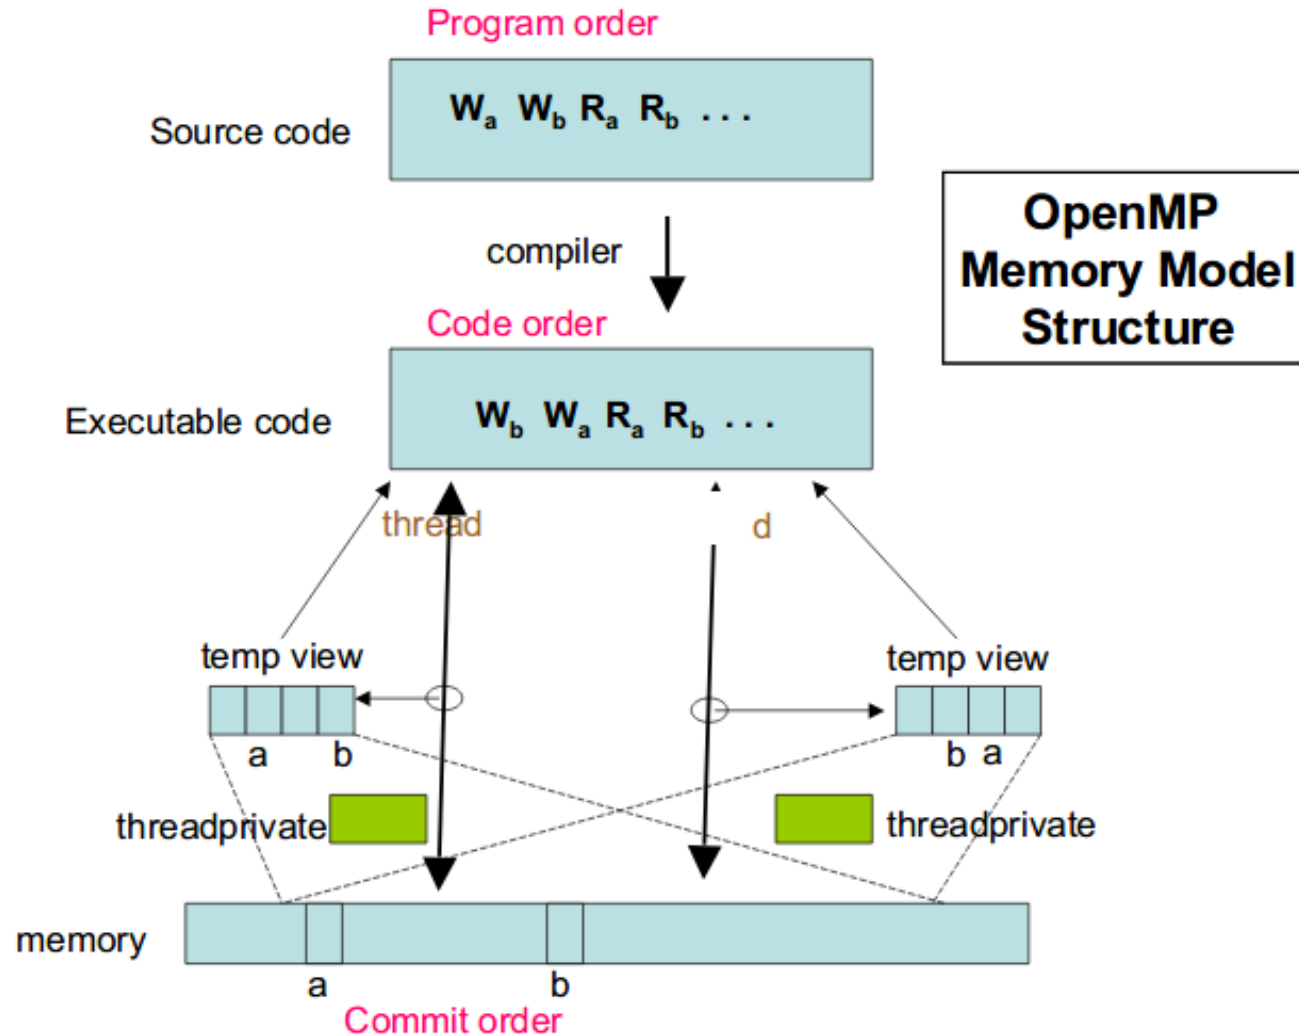 Program order
W_a W_b R_a R_b . . .
Source code
compiler
OpenMP
Memory Model
Structure
Code order
W_b W_a R_a R_b . . .
Executable code
thread
d
temp view
temp view
a b
b a
threadprivate
threadprivate
memory
a b
Commit order